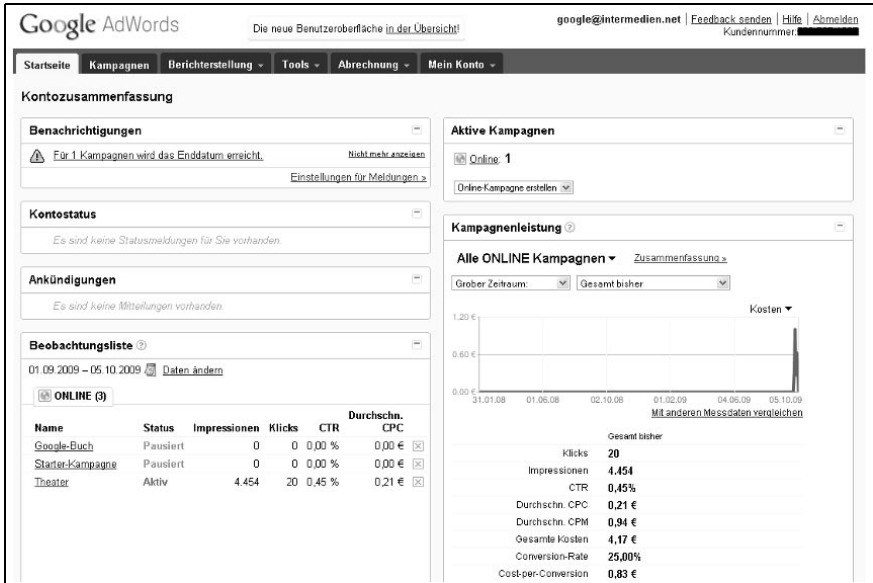 Google AdWords
Die neue Benutzeroberfläche in der Übersicht!
google@intermedien.net | Feedback senden | Hilfe | Abmelden
Kundennummer:
Startseite Kampagnen Berichterstellung Tools Abrechnung Mein Konto
Kontozusammenfassung
Benachrichtigungen
Für 1 Kampagnen wird das Enddatum erreicht. Nicht mehr anzeigen
Einstellungen für Meldungen »
Kontostatus
Es sind keine Statusmeldungen für Sie vorhanden.
Ankündigungen
Es sind keine Mitteilungen vorhanden.
Beobachtungsliste
01.09.2009 – 05.10.2009 Daten ändern
ONLINE (3)
Name Status Impressionen Klicks CTR Durchschn. CPC
Google-Buch Pausiert 0 0 0,00 % 0,00 €
Starter-Kampagne Pausiert 0 0 0,00 % 0,00 €
Theater Aktiv 4.454 20 0,45 % 0,21 €
Aktive Kampagnen
Online: 1
Online-Kampagne erstellen
Kampagnenleistung
Alle ONLINE Kampagnen Zusammenfassung »
Grober Zeitraum: Gesamt bisher
Kosten
1.20 €
0.60 €
0.00 €
31.01.08 01.06.08 02.10.08 01.02.09 04.06.09 05.10.09
Mit anderen Messdaten vergleichen
Gesamt bisher
Klicks 20
Impressionen 4.454
CTR 0,45%
Durchschn. CPC 0,21 €
Durchschn. CPM 0,94 €
Gesamte Kosten 4,17 €
Conversion-Rate 25,00%
Cost-per-Conversion 0,83 €